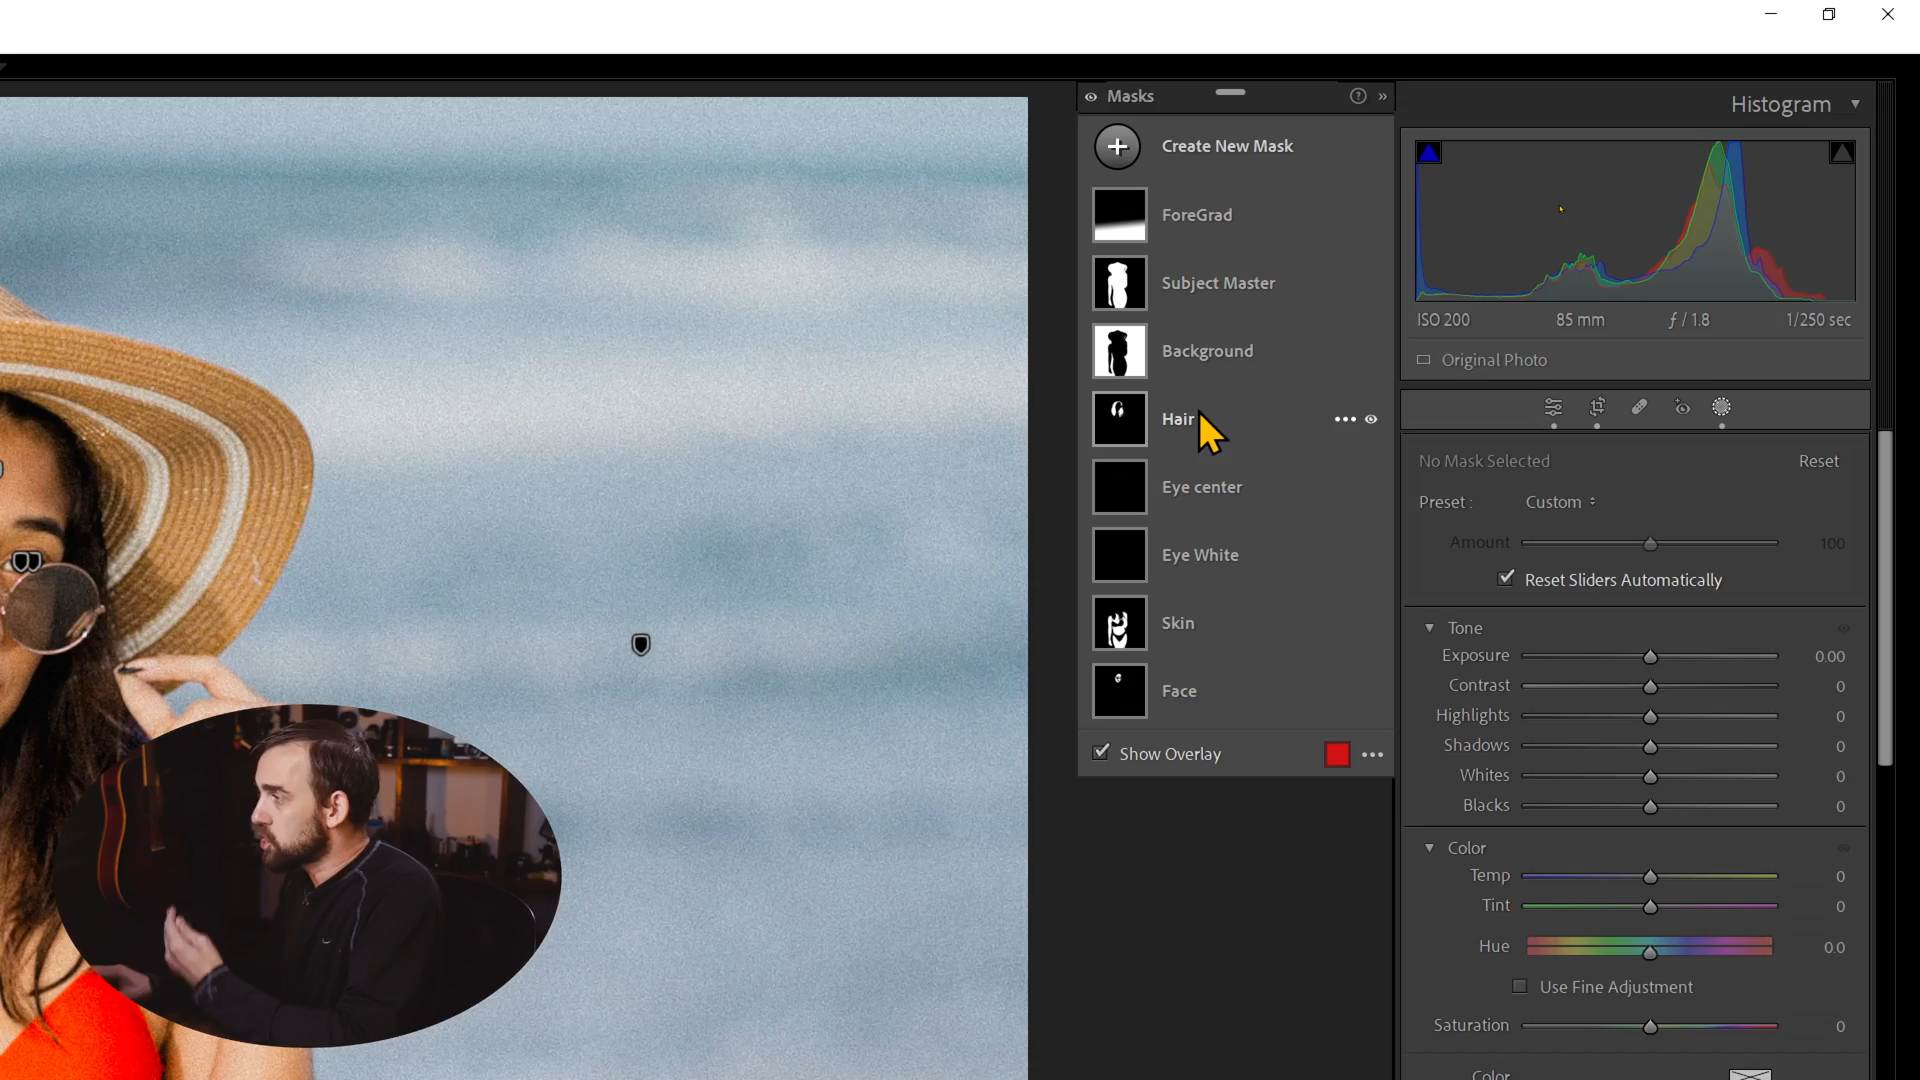 Masks
Create New Mask
ForeGrad
Subject Master
Background
Hair
Eye center
Eye White
Skin
Face
Show Overlay
Histogram
ISO 200 85 mm ƒ / 1.8 1/250 sec
Original Photo
No Mask Selected Reset
Preset : Custom
Amount 100
Reset Sliders Automatically
Tone
Exposure 0.00
Contrast 0
Highlights 0
Shadows 0
Whites 0
Blacks 0
Color
Temp 0
Tint 0
Hue 0.0
Use Fine Adjustment
Saturation 0
Color